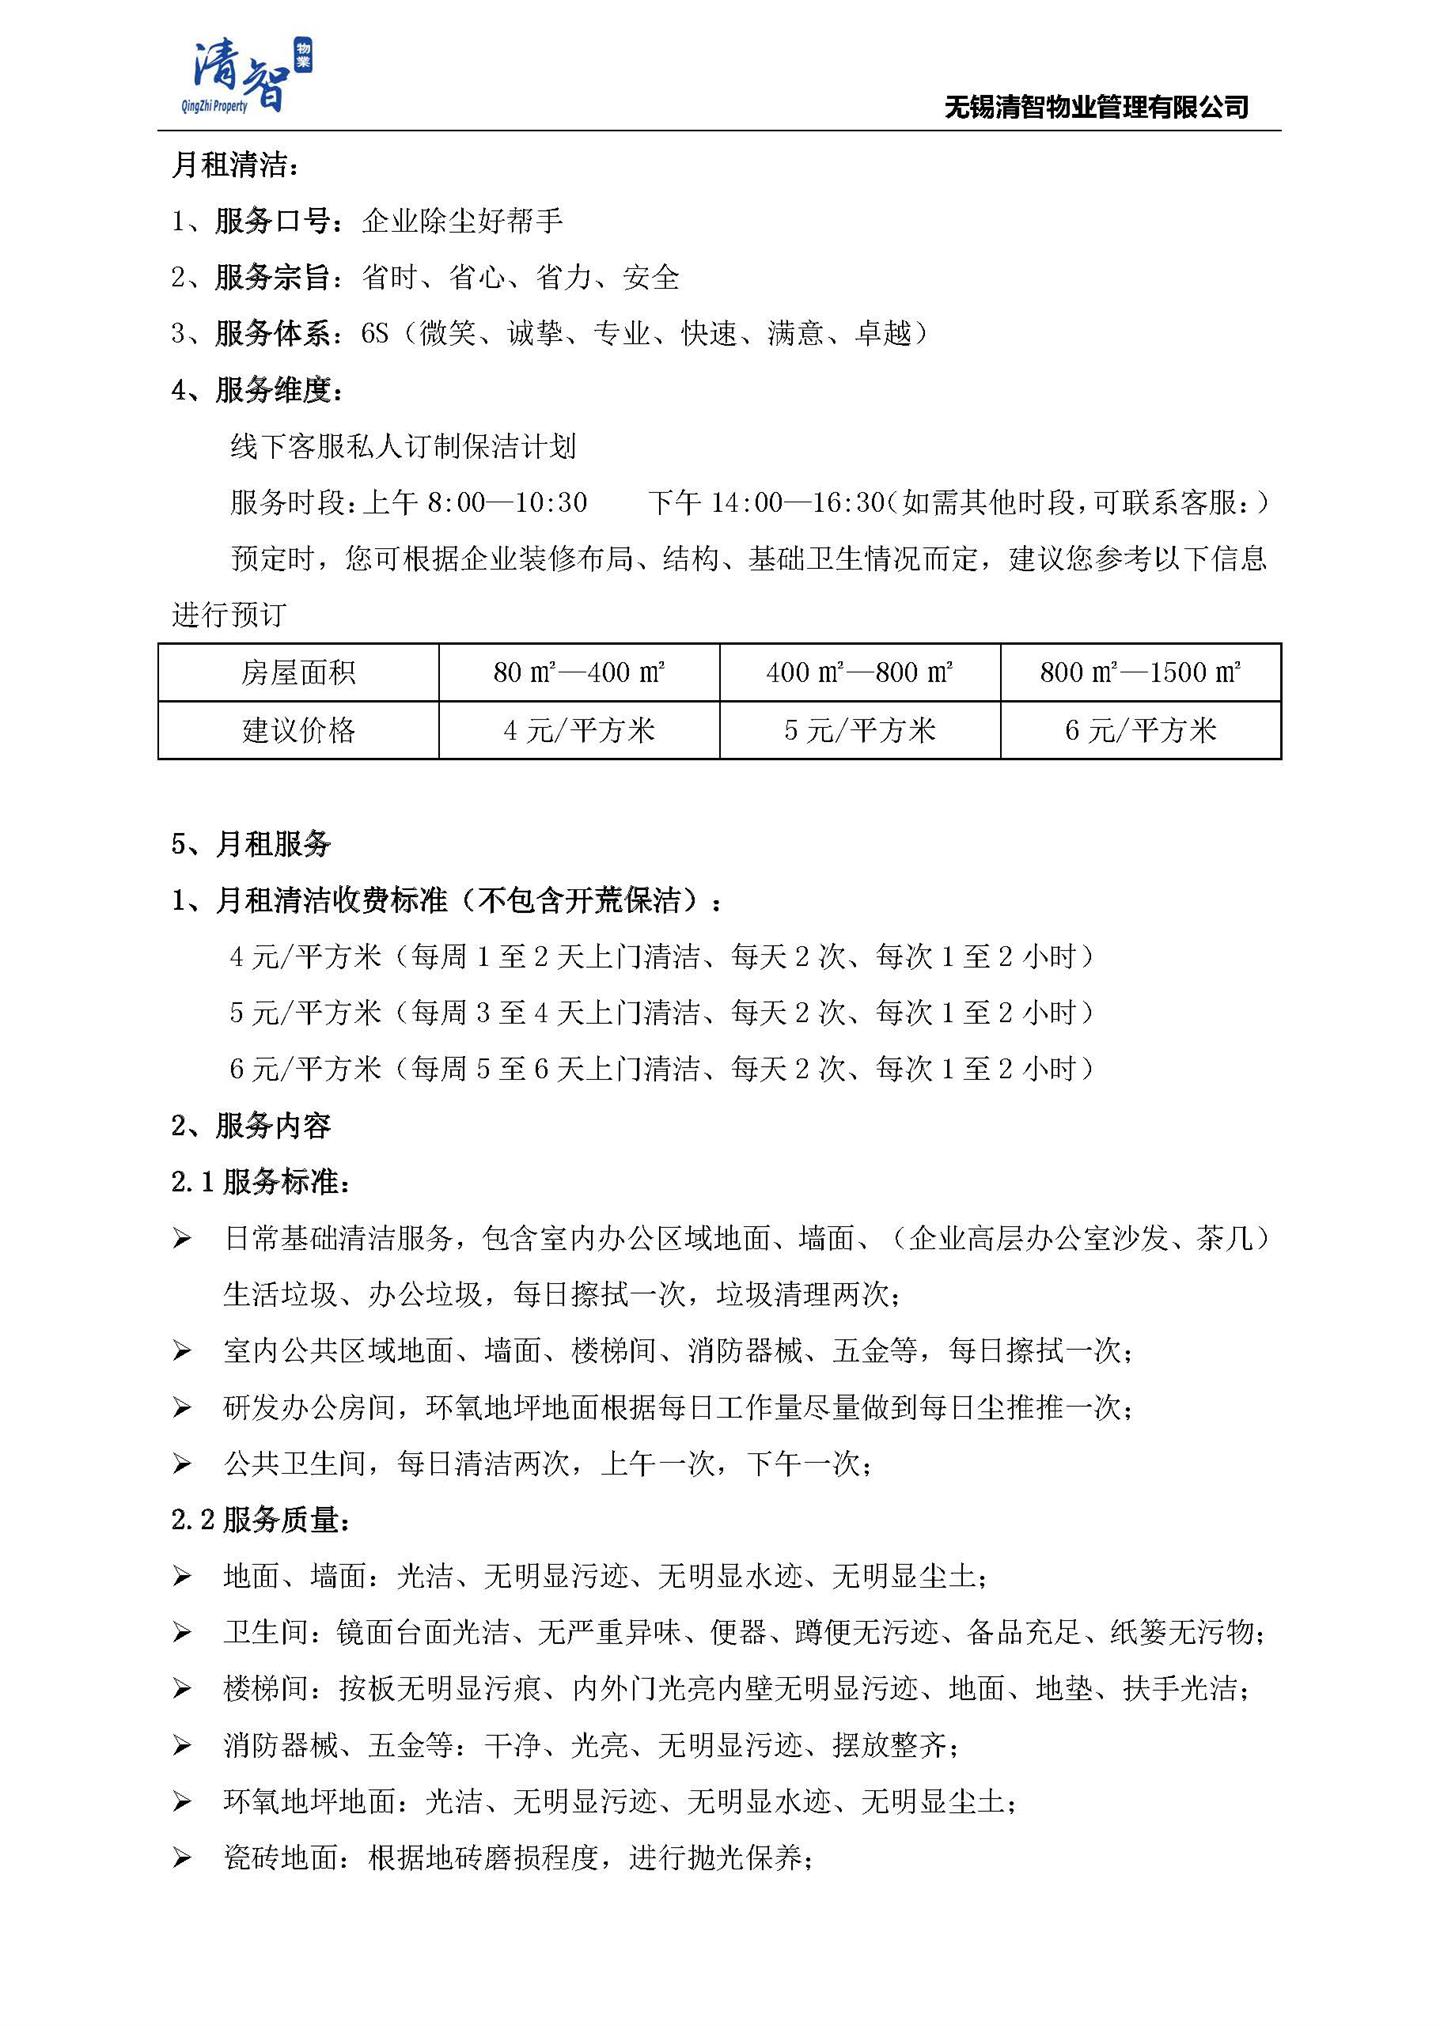 清智 物業
QingZhi Property
无锡清智物业管理有限公司
月租清洁：
1、服务口号：企业除尘好帮手
2、服务宗旨：省时、省心、省力、安全
3、服务体系：6S（微笑、诚挚、专业、快速、满意、卓越）
4、服务维度：
线下客服私人订制保洁计划
服务时段：上午 8:00—10:30 下午 14:00—16:30（如需其他时段，可联系客服：）
预定时，您可根据企业装修布局、结构、基础卫生情况而定，建议您参考以下信息
进行预订
房屋面积 80 ㎡—400 ㎡ 400 ㎡—800 ㎡ 800 ㎡—1500 ㎡
建议价格 4 元/平方米 5 元/平方米 6 元/平方米
5、月租服务
1、月租清洁收费标准（不包含开荒保洁）：
4 元/平方米（每周 1 至 2 天上门清洁、每天 2 次、每次 1 至 2 小时）
5 元/平方米（每周 3 至 4 天上门清洁、每天 2 次、每次 1 至 2 小时）
6 元/平方米（每周 5 至 6 天上门清洁、每天 2 次、每次 1 至 2 小时）
2、服务内容
2.1 服务标准：
➢ 日常基础清洁服务，包含室内办公区域地面、墙面、（企业高层办公室沙发、茶几）
生活垃圾、办公垃圾，每日擦拭一次，垃圾清理两次；
➢ 室内公共区域地面、墙面、楼梯间、消防器械、五金等，每日擦拭一次；
➢ 研发办公房间，环氧地坪地面根据每日工作量尽量做到每日尘推推一次；
➢ 公共卫生间，每日清洁两次，上午一次，下午一次；
2.2 服务质量：
➢ 地面、墙面：光洁、无明显污迹、无明显水迹、无明显尘土；
➢ 卫生间：镜面台面光洁、无严重异味、便器、蹲便无污迹、备品充足、纸篓无污物；
➢ 楼梯间：按板无明显污痕、内外门光亮内壁无明显污迹、地面、地垫、扶手光洁；
➢ 消防器械、五金等：干净、光亮、无明显污迹、摆放整齐；
➢ 环氧地坪地面：光洁、无明显污迹、无明显水迹、无明显尘土；
➢ 瓷砖地面：根据地砖磨损程度，进行抛光保养；